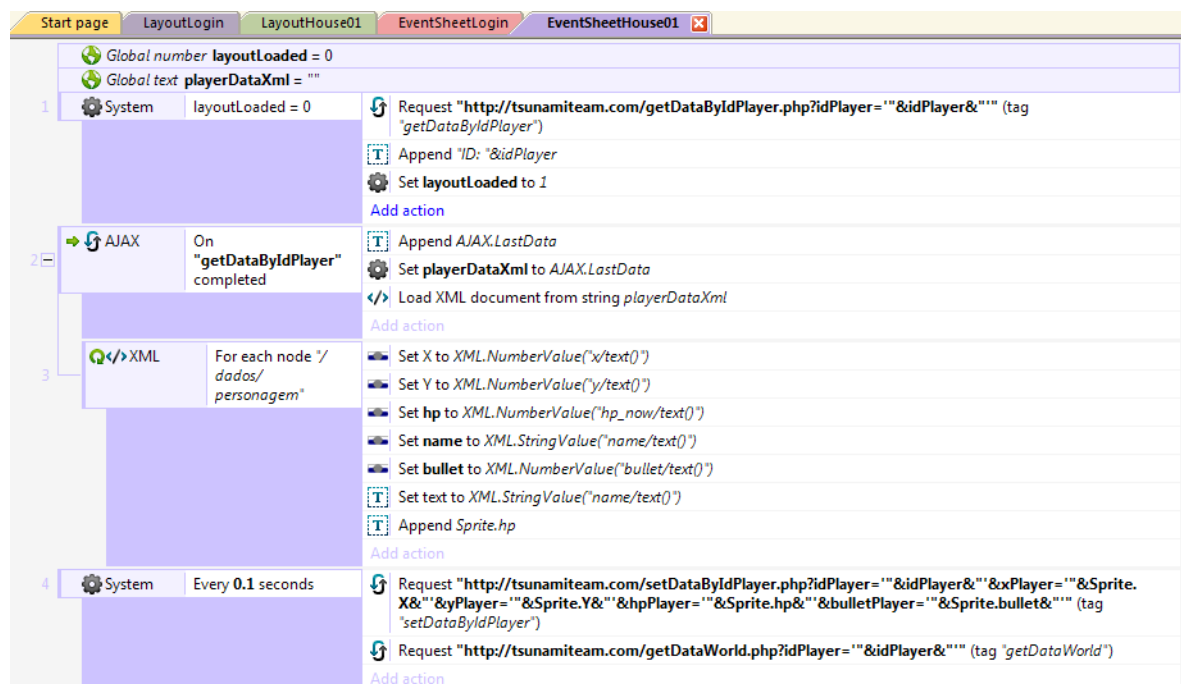 Start page LayoutLogin LayoutHouse01 EventSheetLogin EventSheetHouse01
Global number layoutLoaded = 0
Global text playerDataXml = ""
1 System layoutLoaded = 0 Request "http://tsunamiteam.com/getDataByIdPlayer.php?idPlayer='"&idPlayer&"'" (tag
"getDataByIdPlayer")
Append "ID: "&idPlayer
Set layoutLoaded to 1
Add action
2 AJAX On
"getDataByIdPlayer"
completed
Append AJAX.LastData
Set playerDataXml to AJAX.LastData
Load XML document from string playerDataXml
Add action
3 XML For each node "/
dados/
personagem"
Set X to XML.NumberValue("x/text()")
Set Y to XML.NumberValue("y/text()")
Set hp to XML.NumberValue("hp_now/text()")
Set name to XML.StringValue("name/text()")
Set bullet to XML.NumberValue("bullet/text()")
Set text to XML.StringValue("name/text()")
Append Sprite.hp
Add action
4 System Every 0.1 seconds Request "http://tsunamiteam.com/setDataByIdPlayer.php?idPlayer='"&idPlayer&"'&xPlayer='"&Sprite.
X&"'&yPlayer='"&Sprite.Y&"'&hpPlayer='"&Sprite.hp&"'&bulletPlayer='"&Sprite.bullet&"'" (tag
"setDataByIdPlayer")
Request "http://tsunamiteam.com/getDataWorld.php?idPlayer='"&idPlayer&"'" (tag "getDataWorld")
Add action